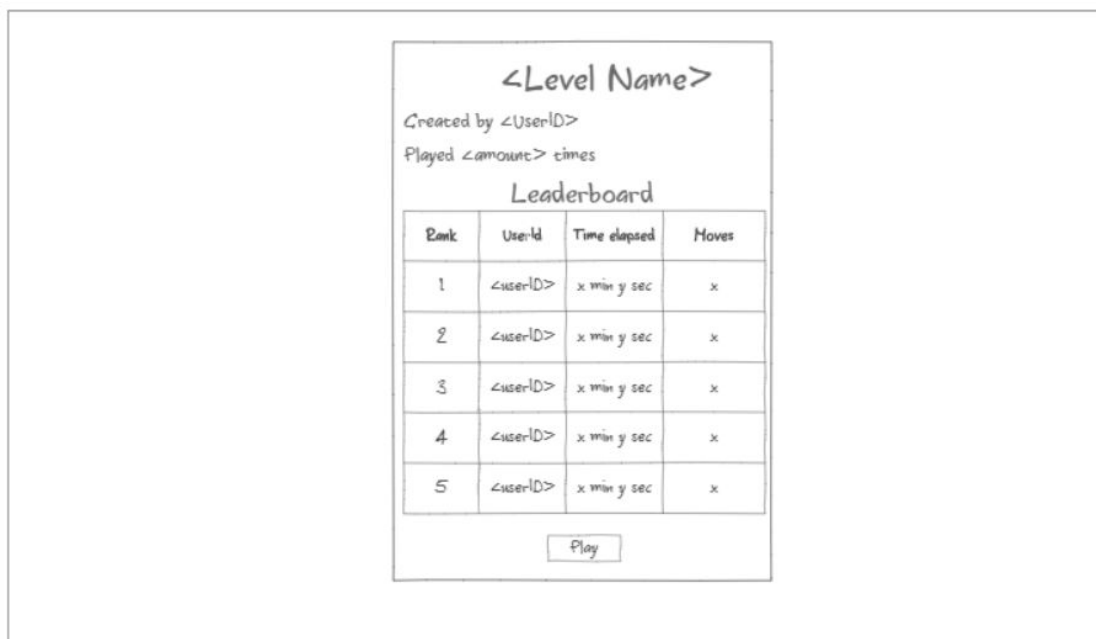 <Level Name>
Created by <UserID>
Played <amount> times
Leaderboard
Rank UserId Time elapsed Moves
1 <userID> x min y sec x
2 <userID> x min y sec x
3 <userID> x min y sec x
4 <userID> x min y sec x
5 <userID> x min y sec x
Play